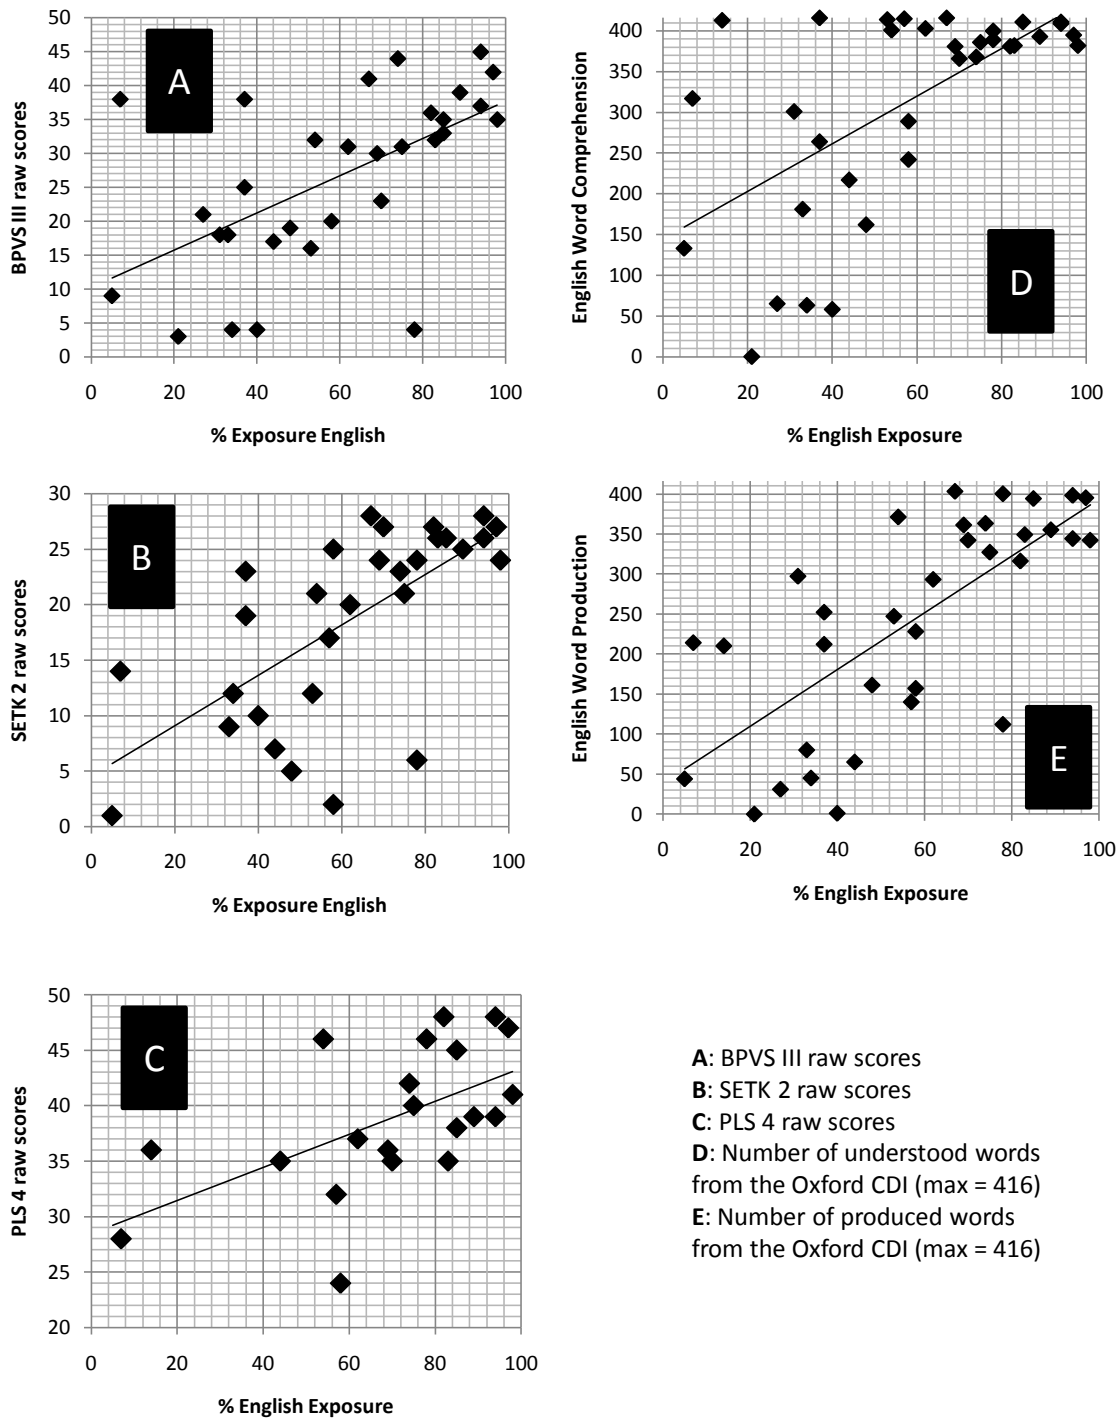 50
45
40
35
30
25
20
15
10
5
0
BPVS III raw scores
A
0 20 40 60 80 100
% Exposure English
400
350
300
250
200
150
100
50
0
English Word Comprehension
D
0 20 40 60 80 100
% English Exposure
30
25
20
15
10
5
0
SETK 2 raw scores
B
0 20 40 60 80 100
% Exposure English
400
350
300
250
200
150
100
50
0
English Word Production
E
0 20 40 60 80 100
% English Exposure
50
45
40
35
30
25
20
PLS 4 raw scores
C
0 20 40 60 80 100
% English Exposure
A: BPVS III raw scores
B: SETK 2 raw scores
C: PLS 4 raw scores
D: Number of understood words
from the Oxford CDI (max = 416)
E: Number of produced words
from the Oxford CDI (max = 416)